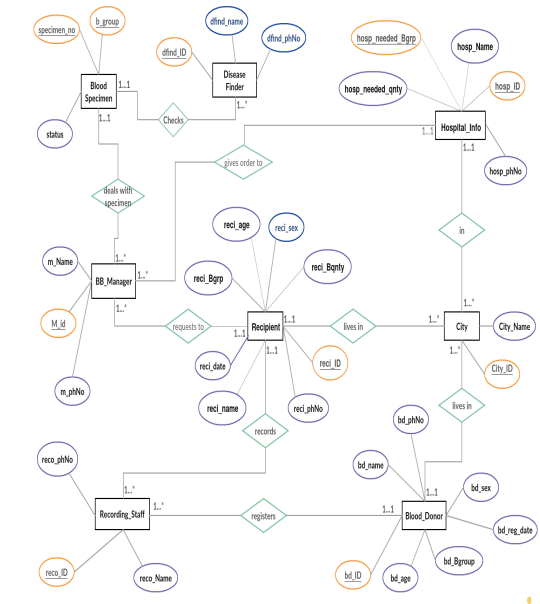 b_group
dfind_name
specimen_no
dfind_phNo
hosp_needed_Bgrp
hosp_Name
dfind_ID
Disease
Finder
Blood
Specimen
1...1
hosp_needed_qnty
hosp_ID
1...*
Checks
1...1
Hospital_Info
1...1
1...1
status
gives order to
hosp_phNo
deals with
specimen
reci_age
reci_sex
in
m_Name
1...*
reci_Bgrp
reci_Bqnty
BB_Manager
1...*
1...*
1...*
M_id
requests to
1...1
Recipient
1...1
lives in
1...*
City
City_Name
1...1
1...*
reci_date
reci_ID
City_ID
m_phNo
reci_name
reci_phNo
lives in
bd_phNo
records
reco_phNo
bd_name
bd_sex
1...*
1...1
Recording_Staff
1...*
registers
1...1
Blood_Donor
bd_reg_date
bd_Bgroup
reco_ID
reco_Name
bd_ID
bd_age